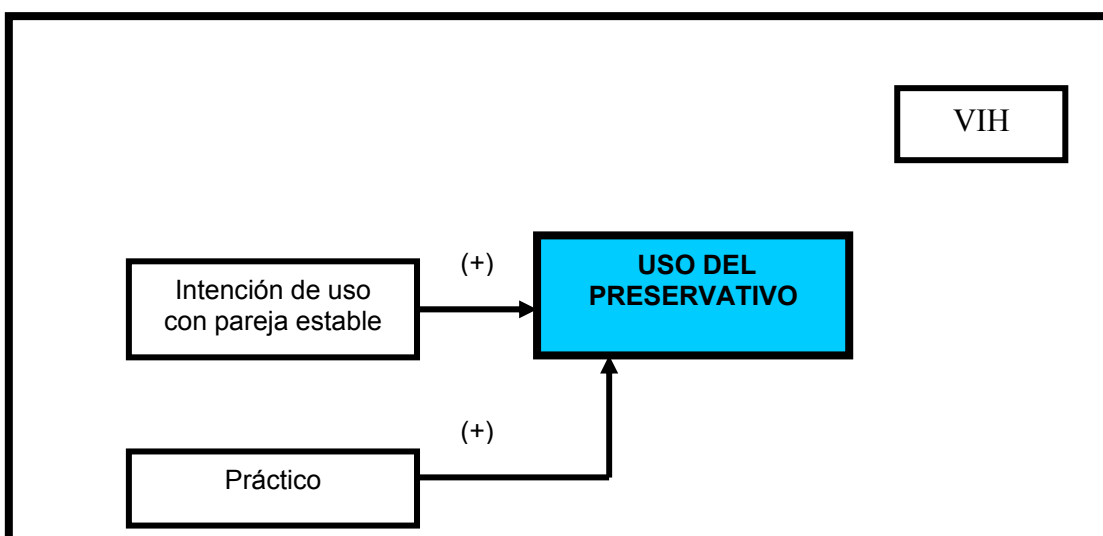 VIH
(+)
USO DEL
PRESERVATIVO
Intención de uso
con pareja estable
(+)
Práctico